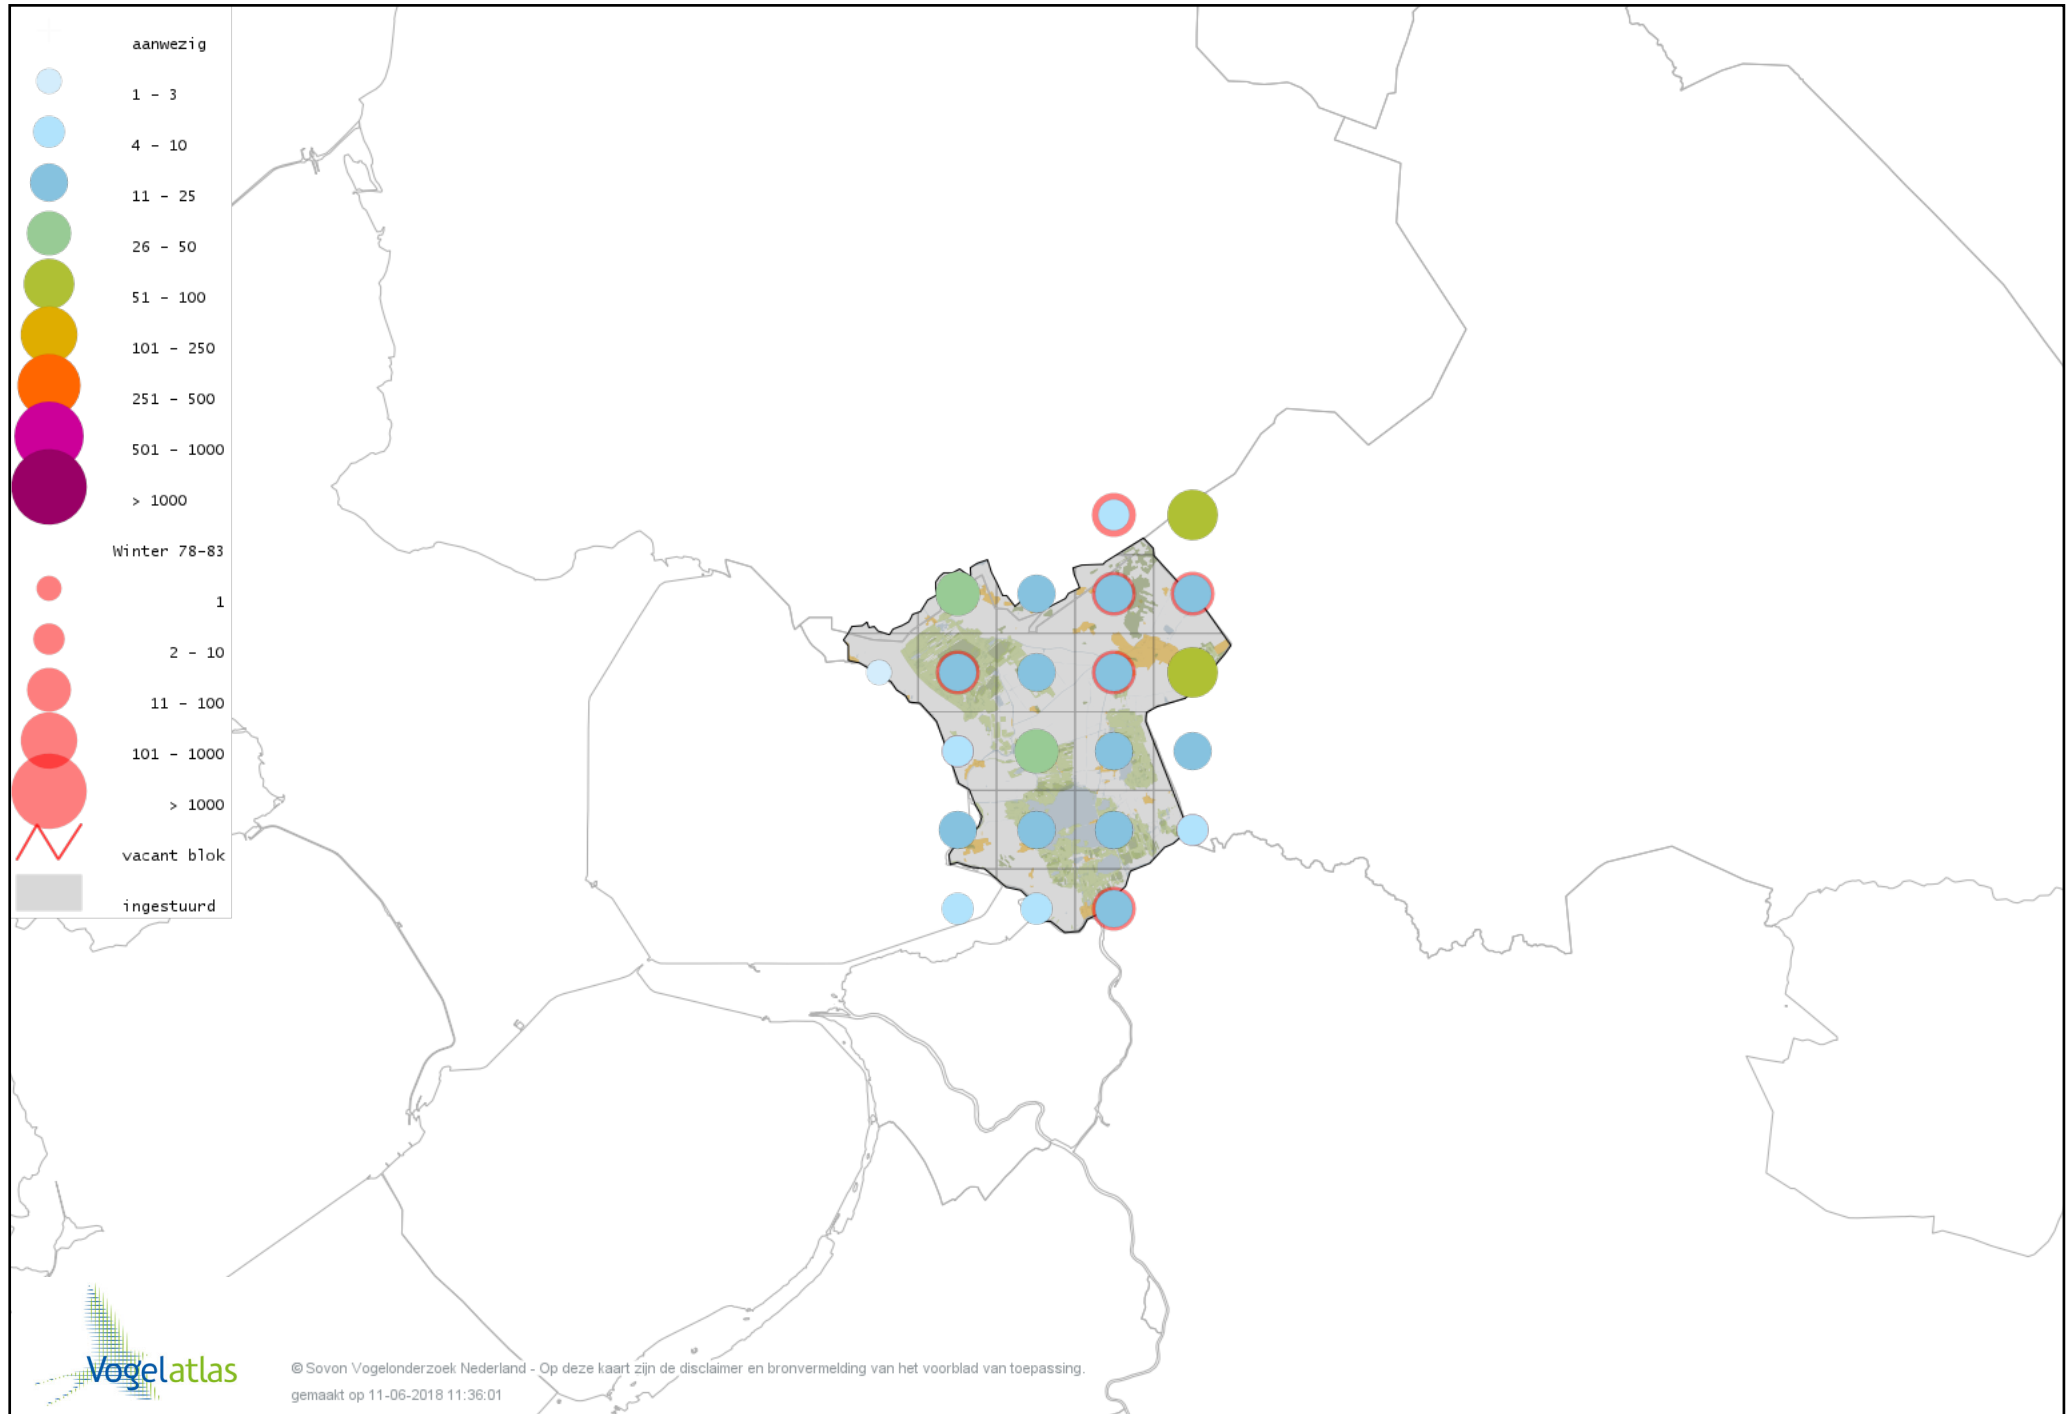 aanwezig
1 - 3
4 - 10
11 - 25
26 - 50
51 - 100
101 - 250
251 - 500
501 - 1000
> 1000
Winter 78-83
1
2 - 10
11 - 100
101 - 1000
> 1000
vacant blok
ingestuurd
Vogelatlas
© Sovon Vogelonderzoek Nederland - Op deze kaart zijn de disclaimer en bronvermelding van het voorblad van toepassing.
gemaakt op 11-06-2018 11:36:01